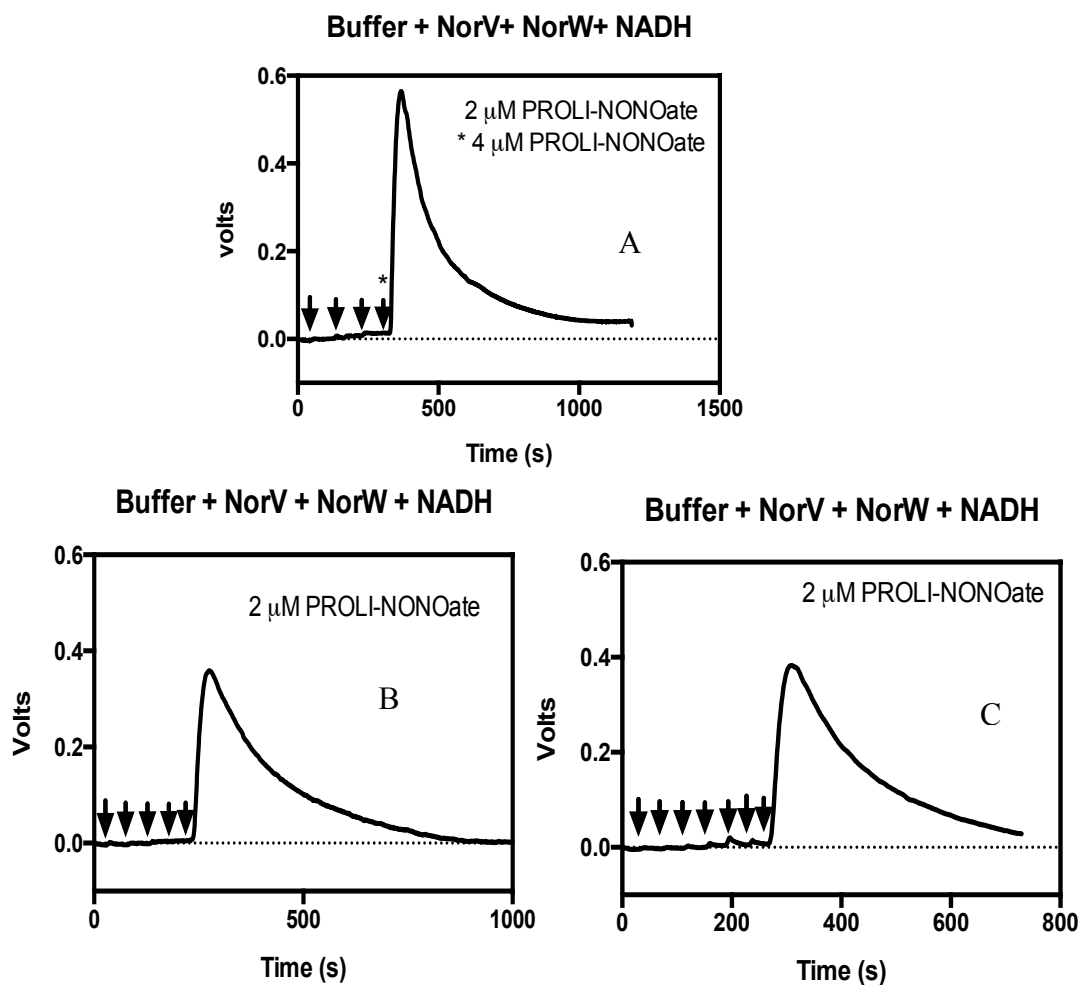 Buffer + NorV+ NorW+ NADH
0.6
2 μM PROLI-NONOate
* 4 μM PROLI-NONOate
0.4
volts
A
0.2
*
0.0
0 500 1000 1500
Time (s)
Buffer + NorV + NorW + NADH
0.6
2 μM PROLI-NONOate
0.4
Volts
B
0.2
0.0
0 500 1000
Time (s)
Buffer + NorV + NorW + NADH
0.6
2 μM PROLI-NONOate
0.4
Volts
C
0.2
0.0
0 200 400 600 800
Time (s)